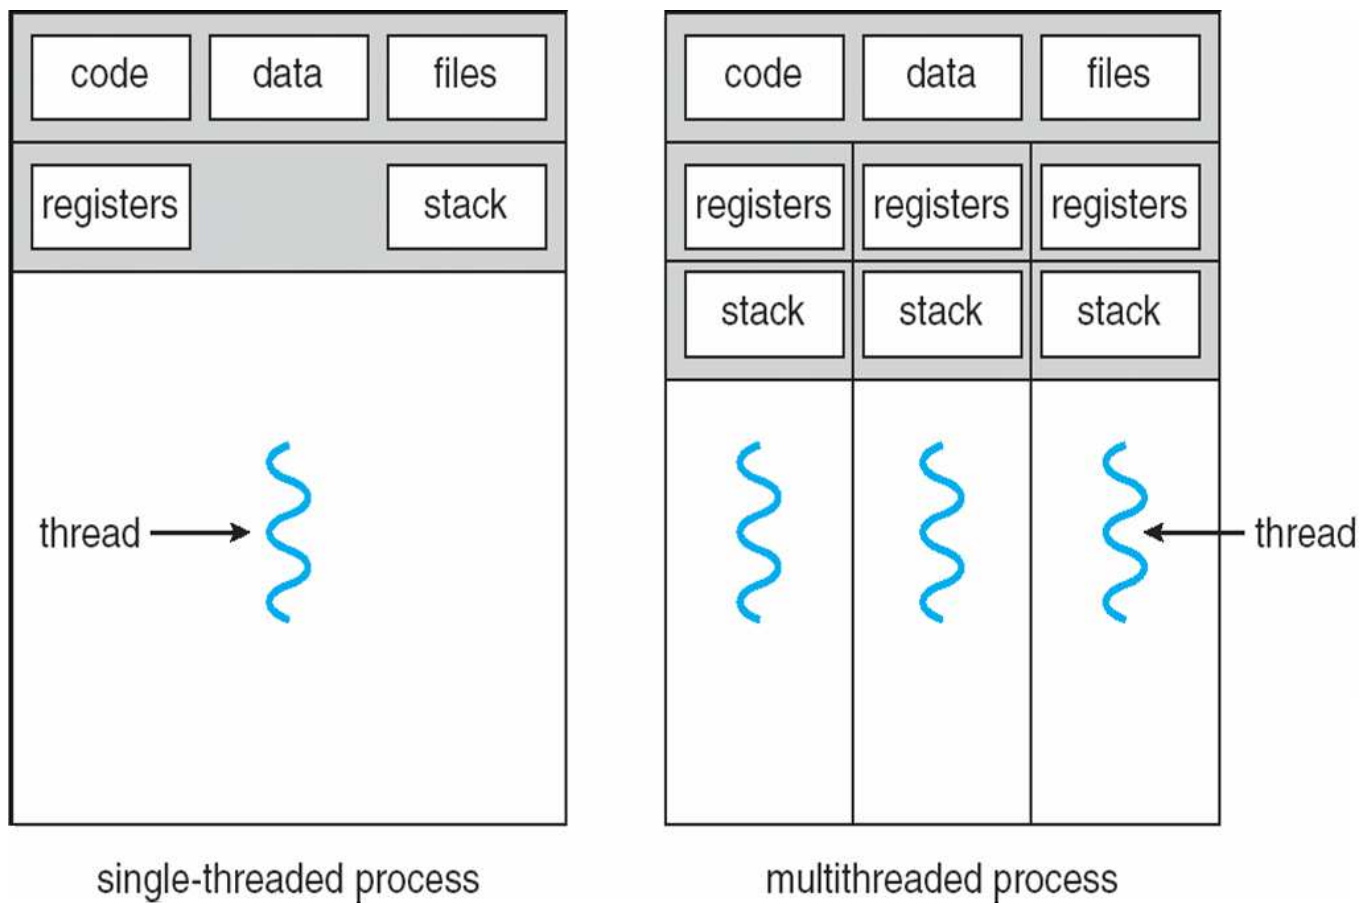 code data files
code data files
registers stack
registers registers registers
stack stack stack
thread
thread
single-threaded process
multithreaded process